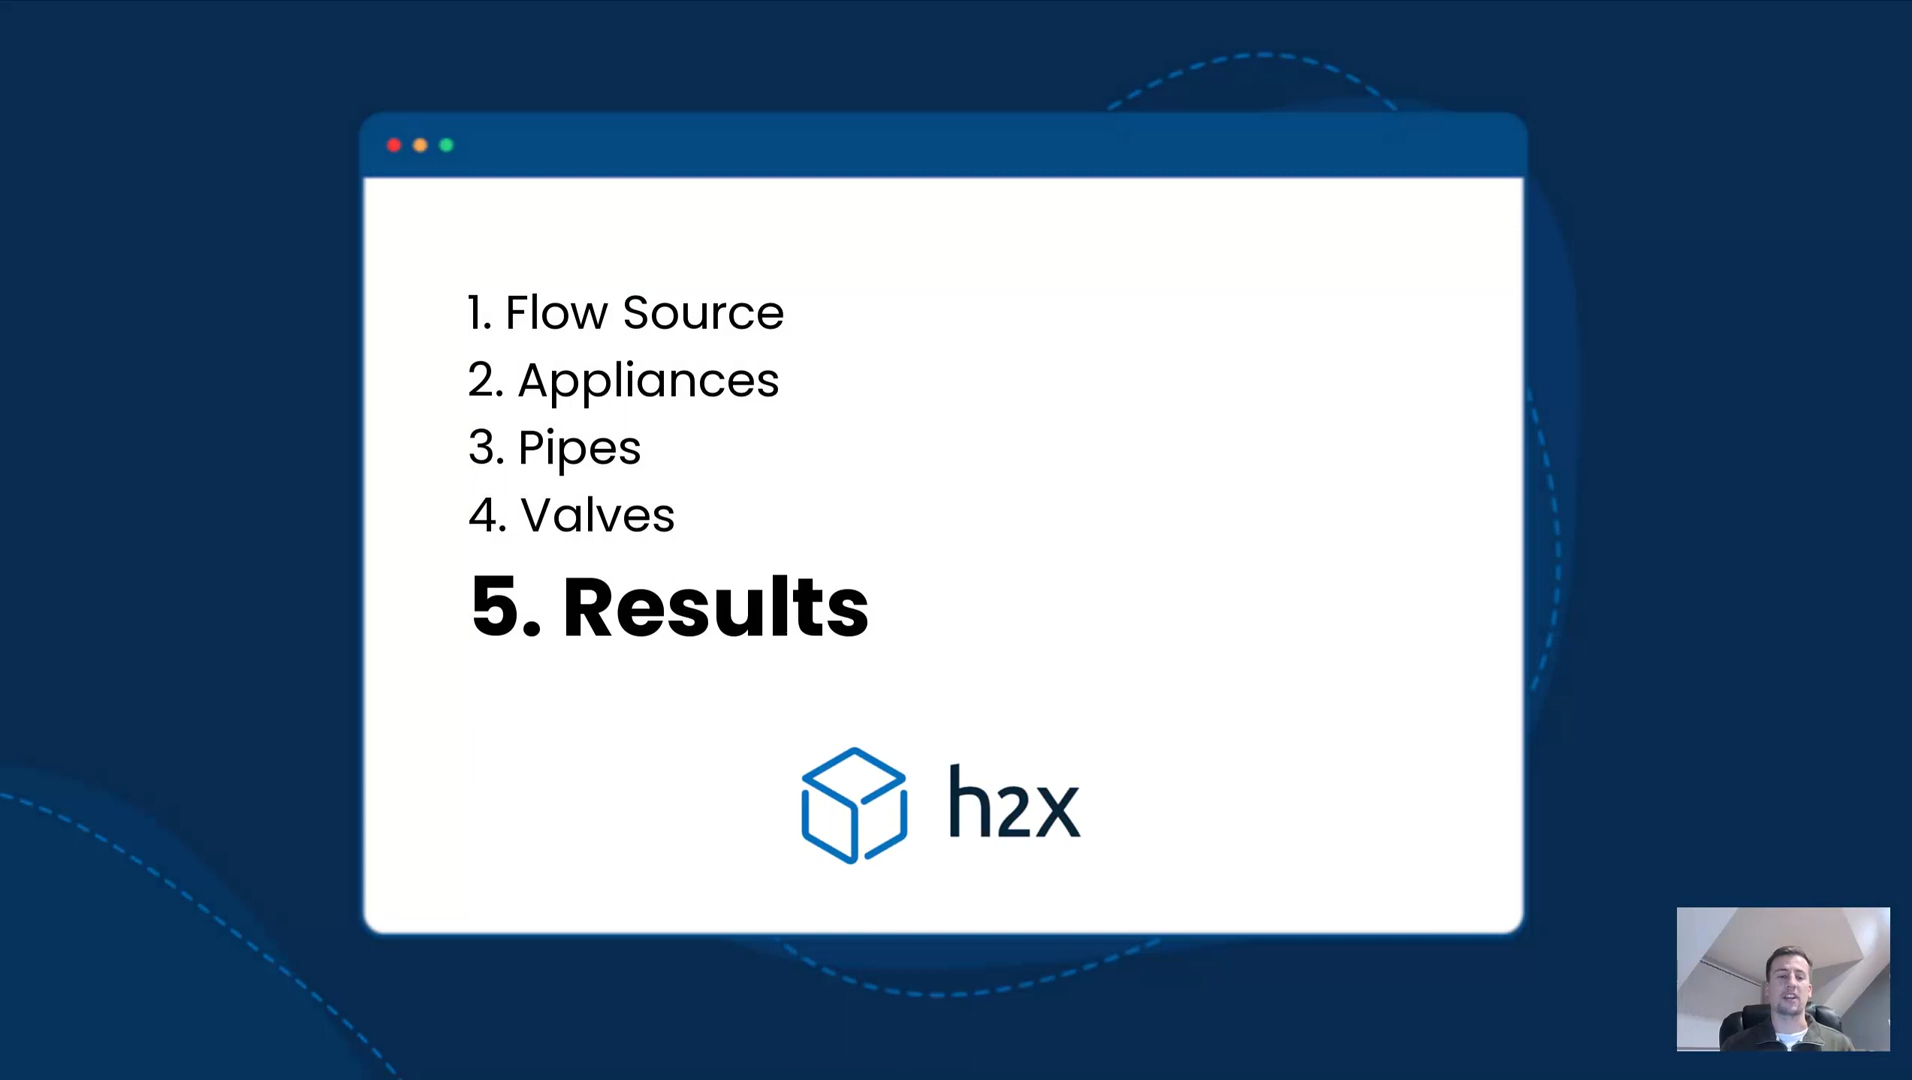 1. Flow Source
2. Appliances
3. Pipes
4. Valves
5. Results
h2x